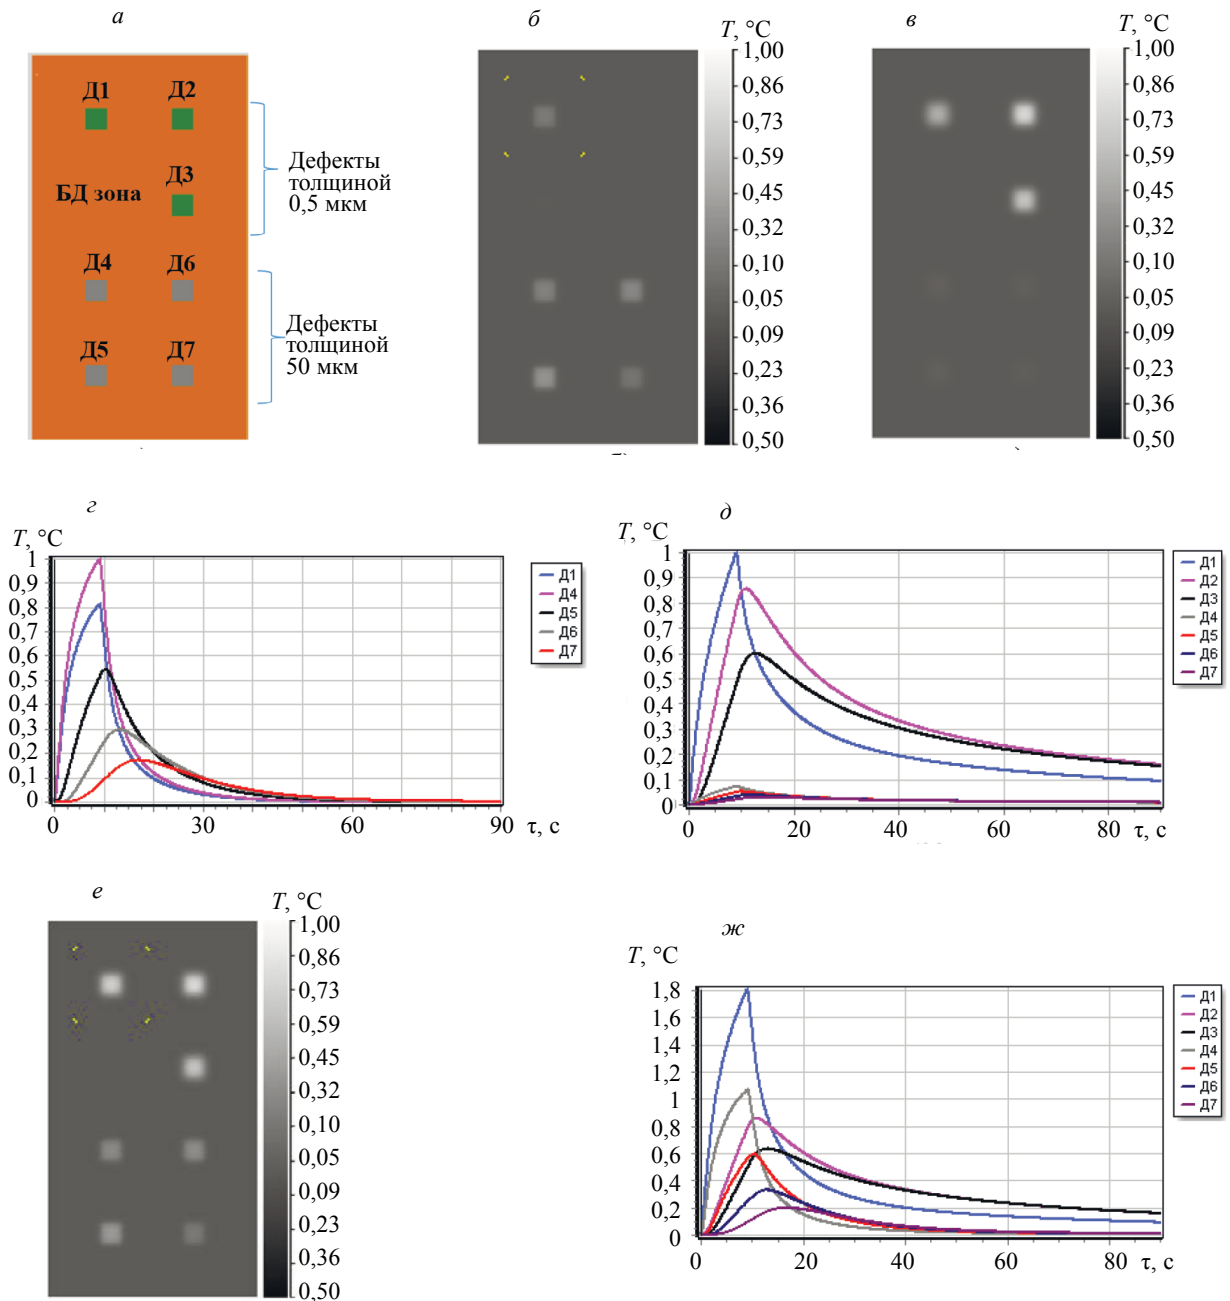 а
Д1
Д2
Д3
БД зона
Д4
Д6
Д5
Д7
Дефекты
толщиной
0,5 мкм
Дефекты
толщиной
50 мкм
б
T, °C
1,00
0,86
0,73
0,59
0,45
0,32
0,10
0,05
0,09
0,23
0,36
0,50
в
T, °C
1,00
0,86
0,73
0,59
0,45
0,32
0,10
0,05
0,09
0,23
0,36
0,50
г
T, °C
1
0,9
0,8
0,7
0,6
0,5
0,4
0,3
0,2
0,1
0
0
30
60
90
τ, с
Д1
Д4
Д5
Д6
Д7
д
T, °C
1
0,9
0,8
0,7
0,6
0,5
0,4
0,3
0,2
0,1
0
0
20
40
60
80
τ, с
Д1
Д2
Д3
Д4
Д5
Д6
Д7
е
T, °C
1,00
0,86
0,73
0,59
0,45
0,32
0,10
0,05
0,09
0,23
0,36
0,50
ж
T, °C
1,8
1,6
1,4
1,2
1
0,8
0,6
0,4
0,2
0
0
20
40
60
80
τ, с
Д1
Д2
Д3
Д4
Д5
Д6
Д7